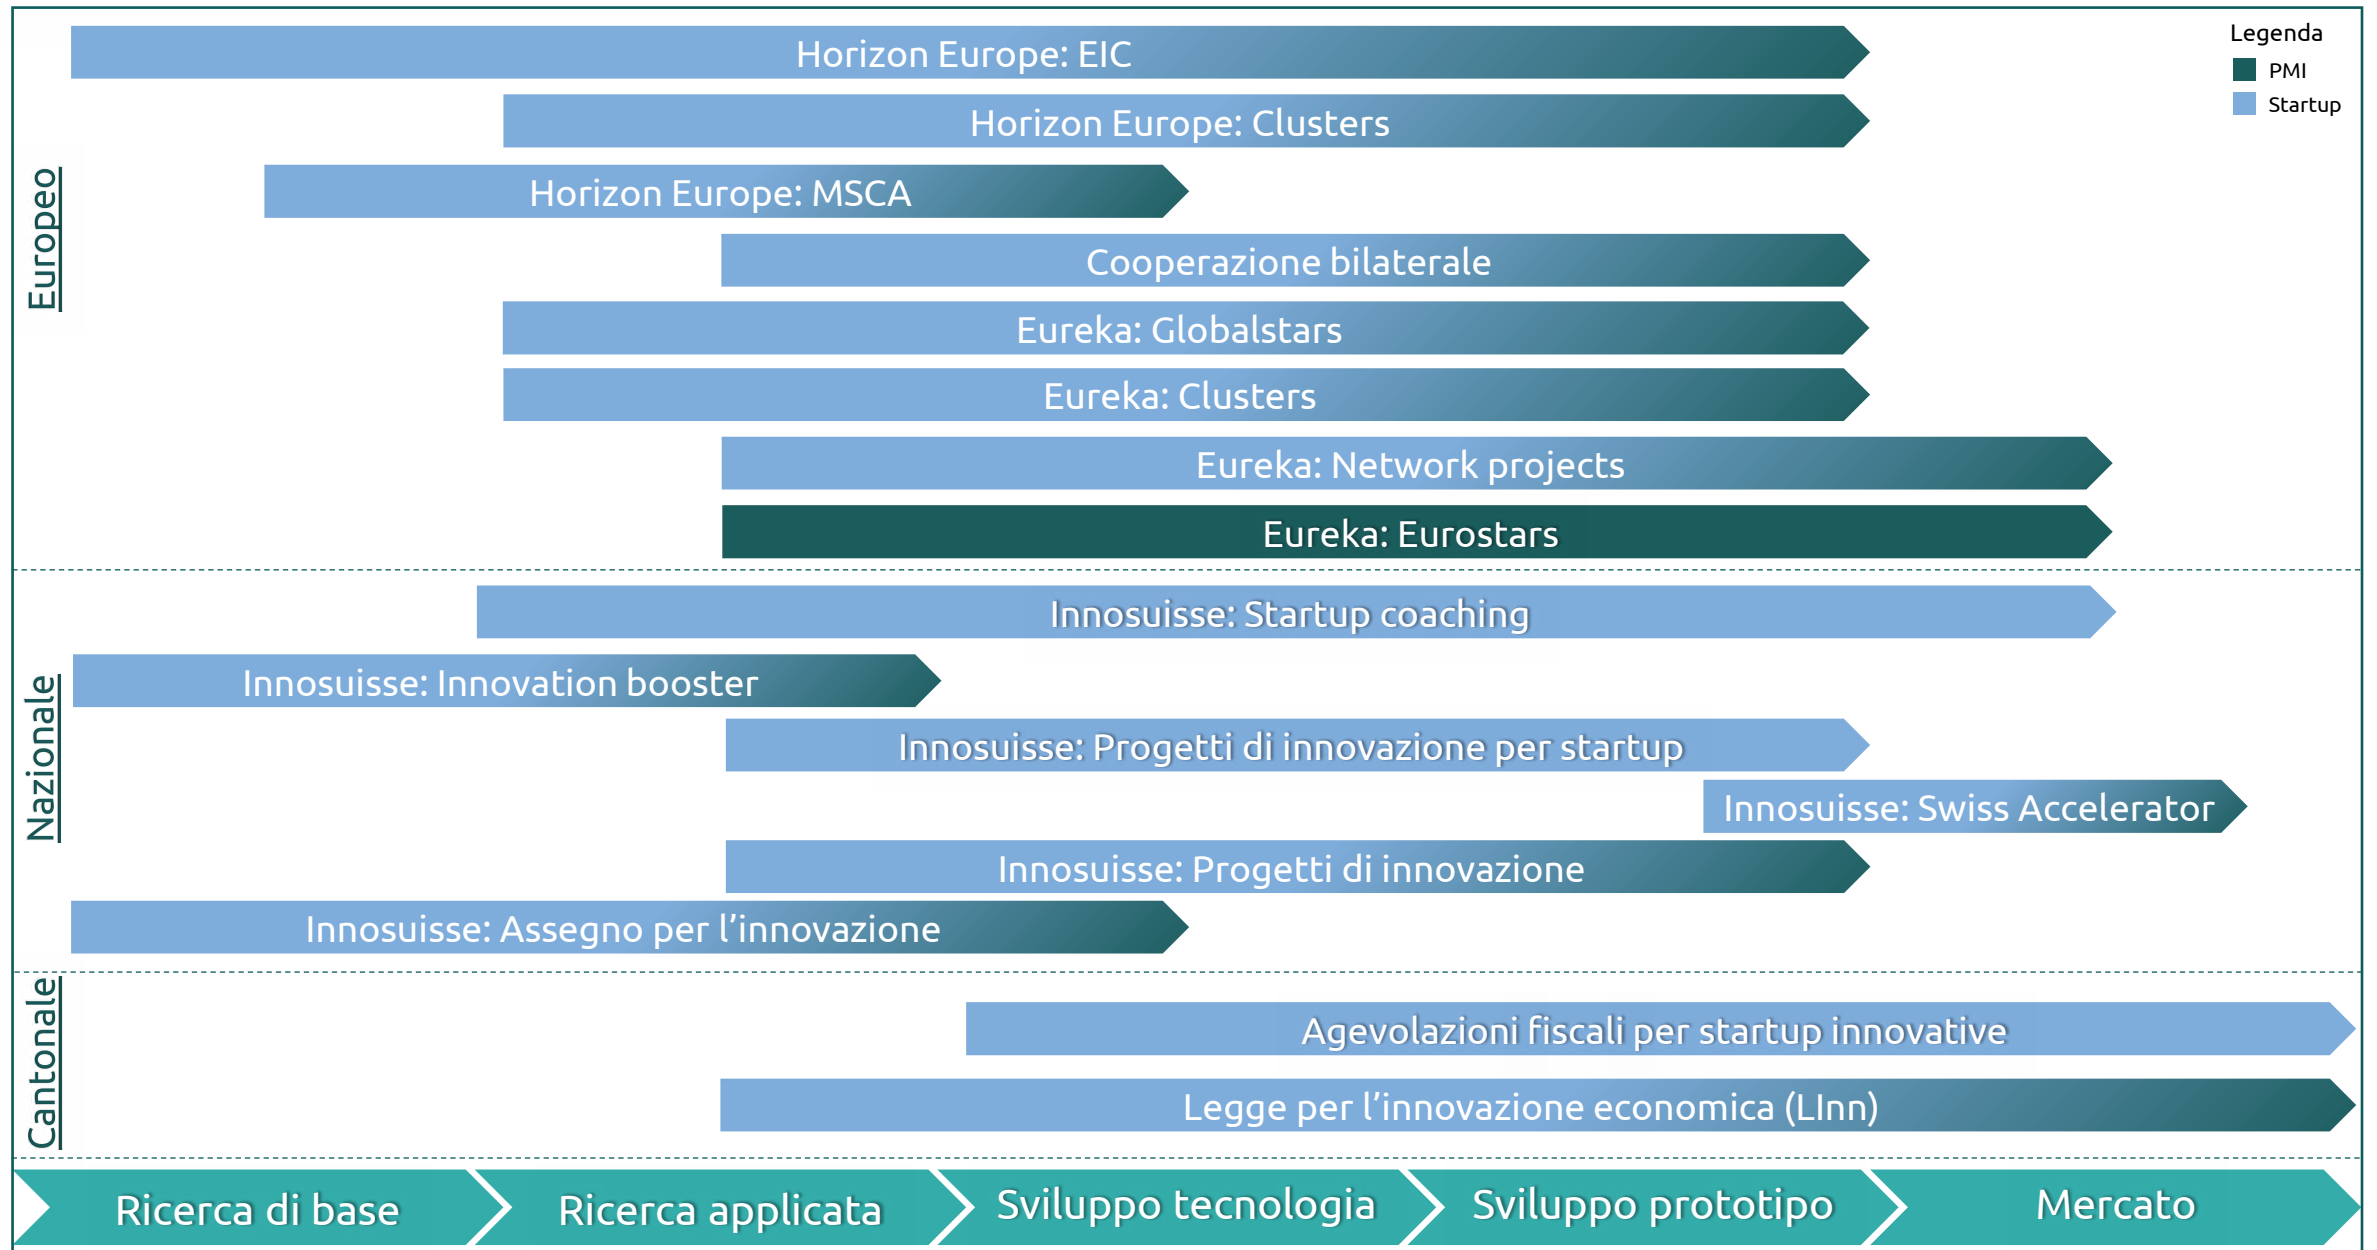 Legenda
PMI
Startup
Europeo
Horizon Europe: EIC
Horizon Europe: Clusters
Horizon Europe: MSCA
Cooperazione bilaterale
Eureka: Globalstars
Eureka: Clusters
Eureka: Network projects
Eureka: Eurostars
Nazionale
Innosuisse: Startup coaching
Innosuisse: Innovation booster
Innosuisse: Progetti di innovazione per startup
Innosuisse: Swiss Accelerator
Innosuisse: Progetti di innovazione
Innosuisse: Assegno per l’innovazione
Cantonale
Agevolazioni fiscali per startup innovative
Legge per l’innovazione economica (LInn)
Ricerca di base
Ricerca applicata
Sviluppo tecnologia
Sviluppo prototipo
Mercato